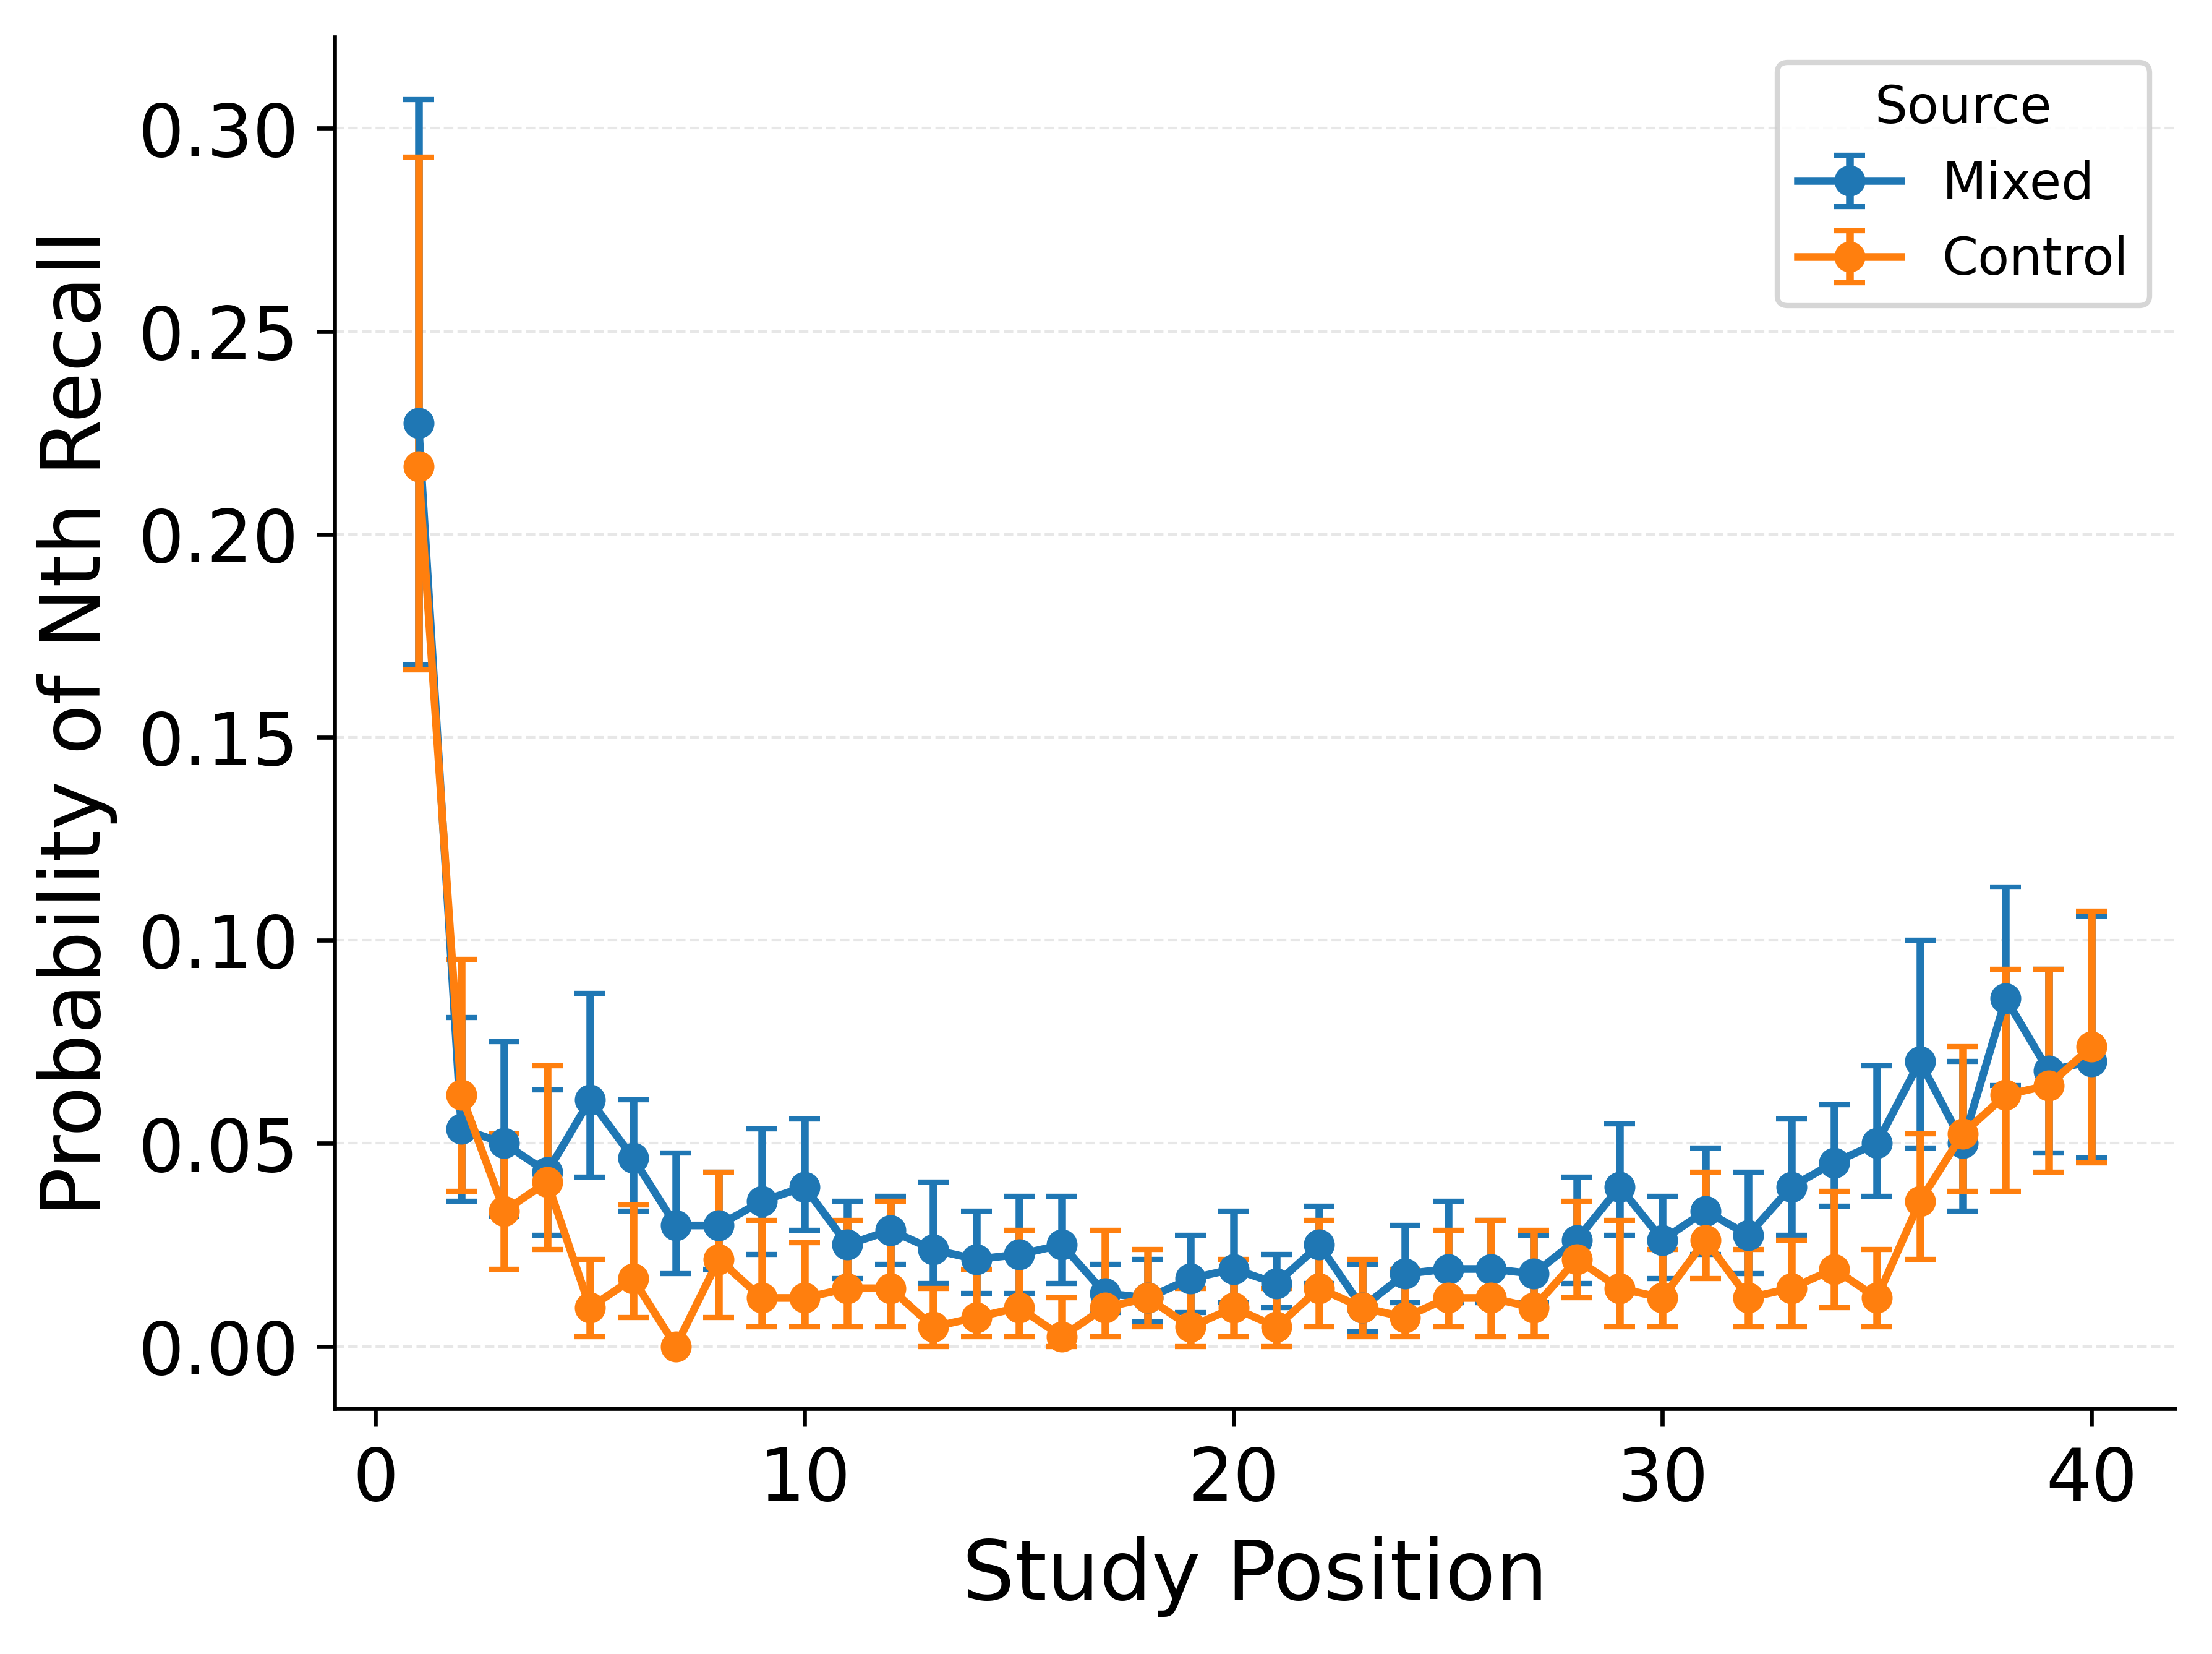 Probability of Nth Recall
0.30
0.25
0.20
0.15
0.10
0.05
0.00
Source
Mixed
Control
0 10 20 30 40
Study Position